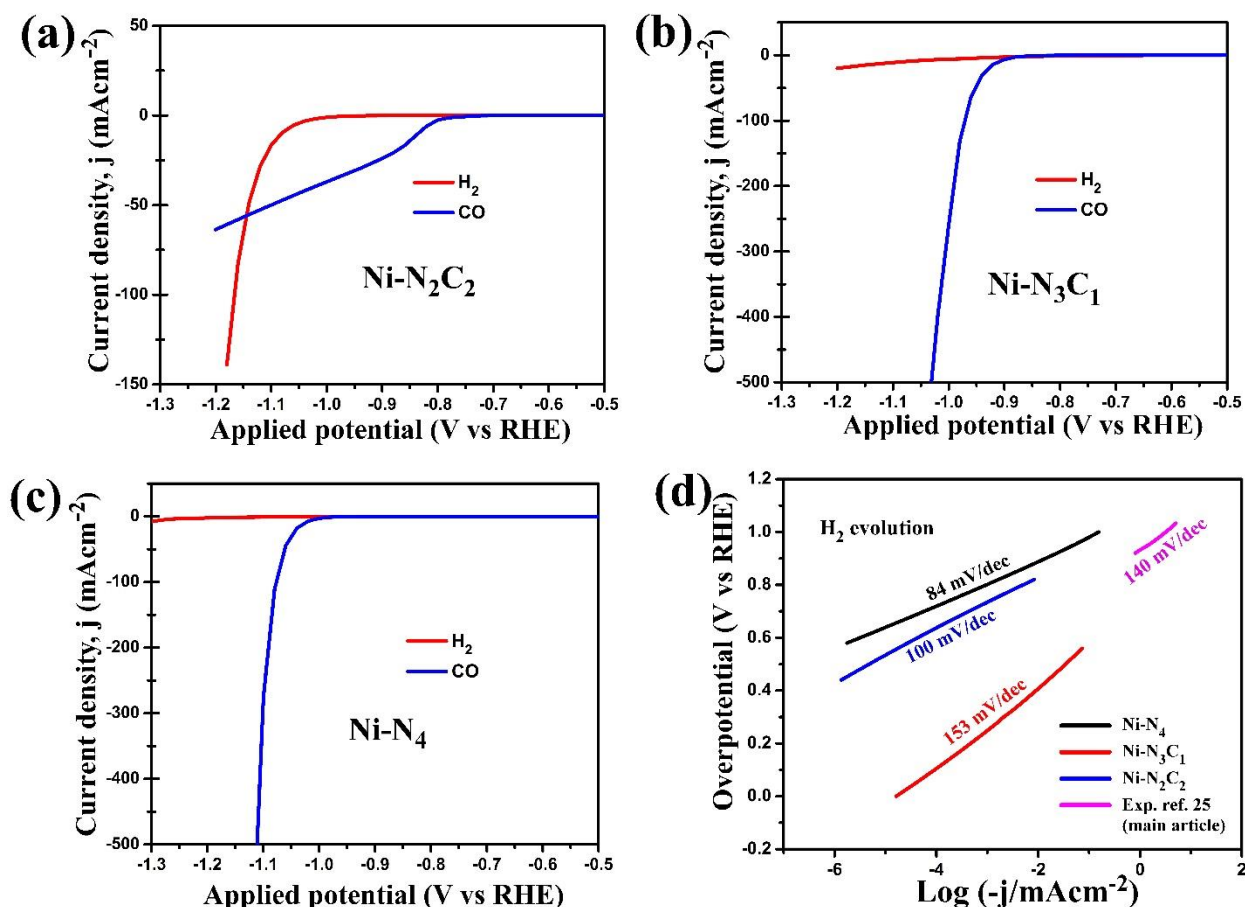 (a)
Current density, j (mAcm⁻²)
50
0
-50
-100
-150
H₂
CO
Ni-N₂C₂
-1.3 -1.2 -1.1 -1.0 -0.9 -0.8 -0.7 -0.6 -0.5
Applied potential (V vs RHE)
(b)
Current density, j (mAcm⁻²)
0
-100
-200
-300
-400
-500
H₂
CO
Ni-N₃C₁
-1.3 -1.2 -1.1 -1.0 -0.9 -0.8 -0.7 -0.6 -0.5
Applied potential (V vs RHE)
(c)
Current density, j (mAcm⁻²)
0
-100
-200
-300
-400
-500
H₂
CO
Ni-N₄
-1.3 -1.2 -1.1 -1.0 -0.9 -0.8 -0.7 -0.6 -0.5
Applied potential (V vs RHE)
(d)
Overpotential (V vs RHE)
1.2
1.0
0.8
0.6
0.4
0.2
0.0
-0.2
H₂ evolution
84 mV/dec
100 mV/dec
153 mV/dec
140 mV/dec
Ni-N₄
Ni-N₃C₁
Ni-N₂C₂
Exp. ref. 25
(main article)
-6 -4 -2 0 2
Log (-j/mAcm⁻²)